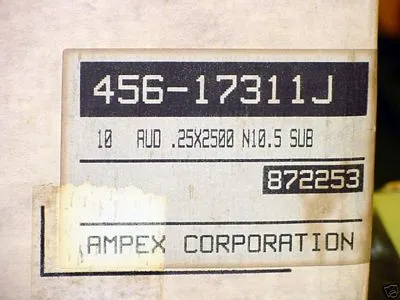 456-17311J
10 AUD .25X2500 N10.5 SUB
872253
AMPEX CORPORATION